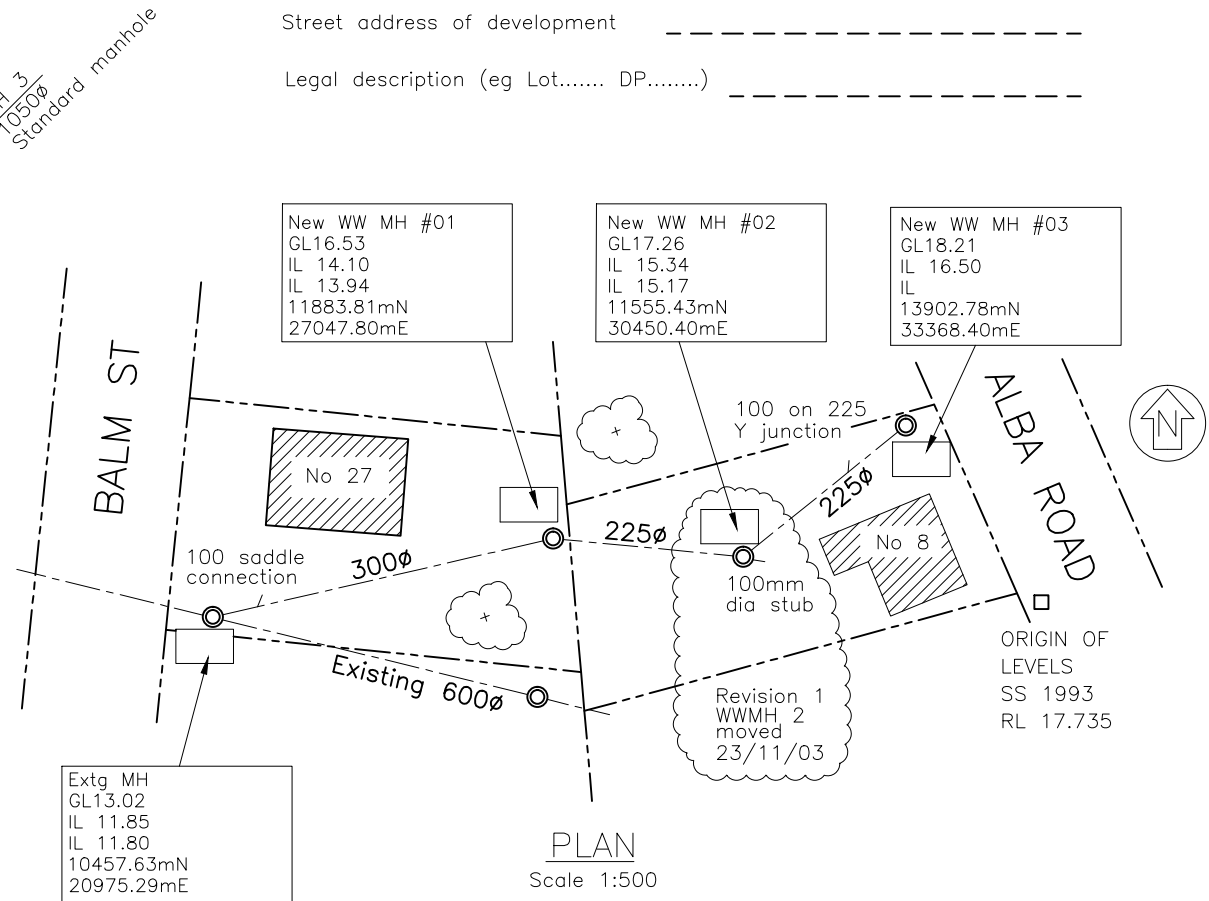 Street address of development
Legal description (eg Lot....... DP........)
3
1050ø
Standard manhole
New WW MH #01
GL16.53
IL 14.10
IL 13.94
11883.81mN
27047.80mE
New WW MH #02
GL17.26
IL 15.34
IL 15.17
11555.43mN
30450.40mE
New WW MH #03
GL18.21
IL 16.50
IL
13902.78mN
33368.40mE
BALM ST
No 27
100 saddle
connection
300ø
225ø
100 on 225
Y junction
225ø
No 8
100mm
dia stub
ALBA ROAD
N
Existing 600ø
Revision 1
WWMH 2
moved
23/11/03
ORIGIN OF
LEVELS
SS 1993
RL 17.735
Extg MH
GL13.02
IL 11.85
IL 11.80
10457.63mN
20975.29mE
PLAN
Scale 1:500